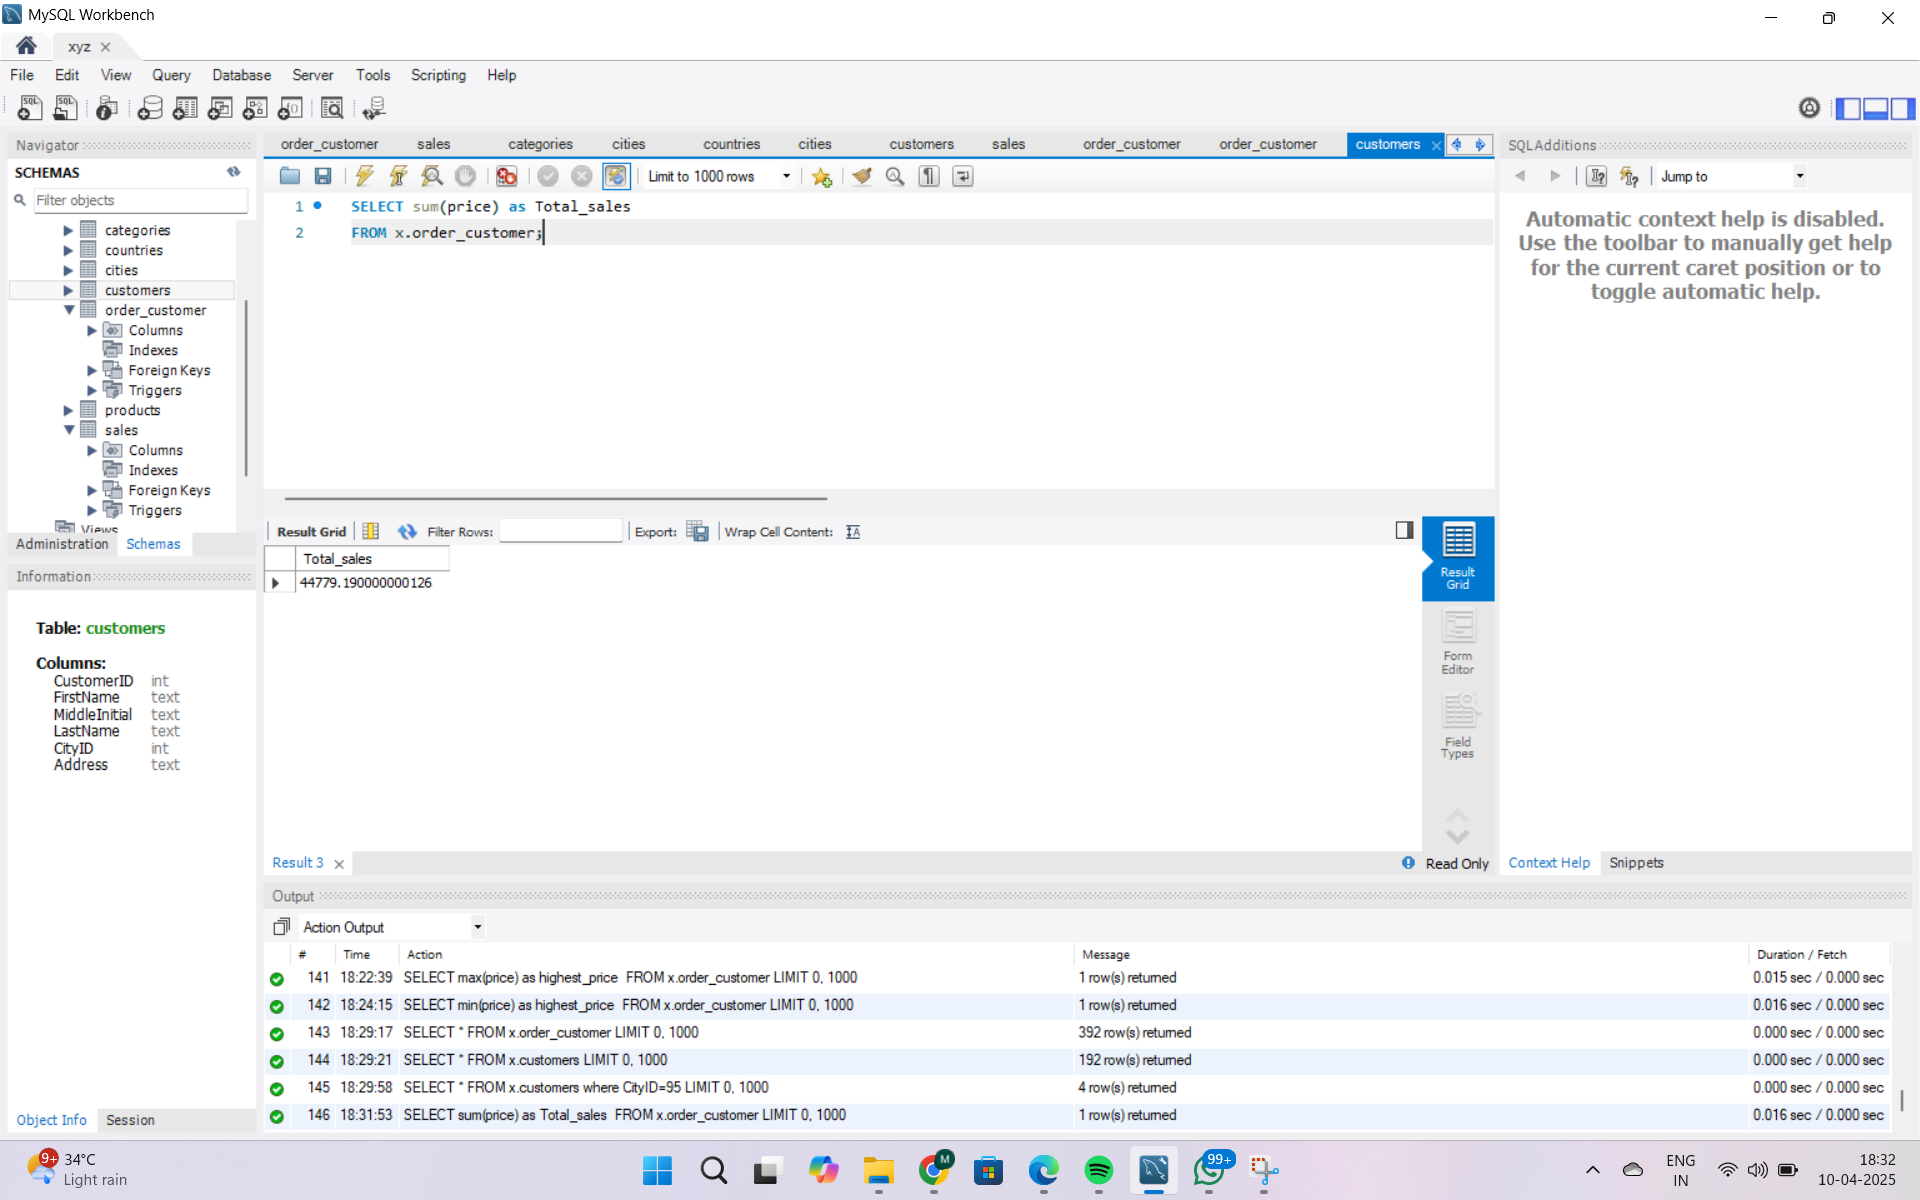 MySQL Workbench
xyz
File Edit View Query Database Server Tools Scripting Help
Navigator
SCHEMAS
Filter objects
categories
countries
cities
customers
order_customer
Columns
Indexes
Foreign Keys
Triggers
products
sales
Columns
Indexes
Foreign Keys
Triggers
Views
Administration Schemas
Information
Table: customers
Columns:
CustomerID int
FirstName text
MiddleInitial text
LastName text
CityID int
Address text
Object Info Session
order_customer sales categories cities countries cities customers sales order_customer order_customer customers
Limit to 1000 rows
1 SELECT sum(price) as Total_sales
2 FROM x.order_customer;
Result Grid Filter Rows: Export: Wrap Cell Content:
Total_sales
44779.190000000126
Result Grid
Form Editor
Field Types
Result 3
Read Only
SQLAdditions
Jump to
Automatic context help is disabled.
Use the toolbar to manually get help
for the current caret position or to
toggle automatic help.
Context Help Snippets
Output
Action Output
# Time Action Message Duration / Fetch
141 18:22:39 SELECT max(price) as highest_price FROM x.order_customer LIMIT 0, 1000 1 row(s) returned 0.015 sec / 0.000 sec
142 18:24:15 SELECT min(price) as highest_price FROM x.order_customer LIMIT 0, 1000 1 row(s) returned 0.016 sec / 0.000 sec
143 18:29:17 SELECT * FROM x.order_customer LIMIT 0, 1000 392 row(s) returned 0.000 sec / 0.000 sec
144 18:29:21 SELECT * FROM x.customers LIMIT 0, 1000 192 row(s) returned 0.000 sec / 0.000 sec
145 18:29:58 SELECT * FROM x.customers where CityID=95 LIMIT 0, 1000 4 row(s) returned 0.000 sec / 0.000 sec
146 18:31:53 SELECT sum(price) as Total_sales FROM x.order_customer LIMIT 0, 1000 1 row(s) returned 0.016 sec / 0.000 sec
9+
34°C
Light rain
M
99+
ENG
IN
18:32
10-04-2025